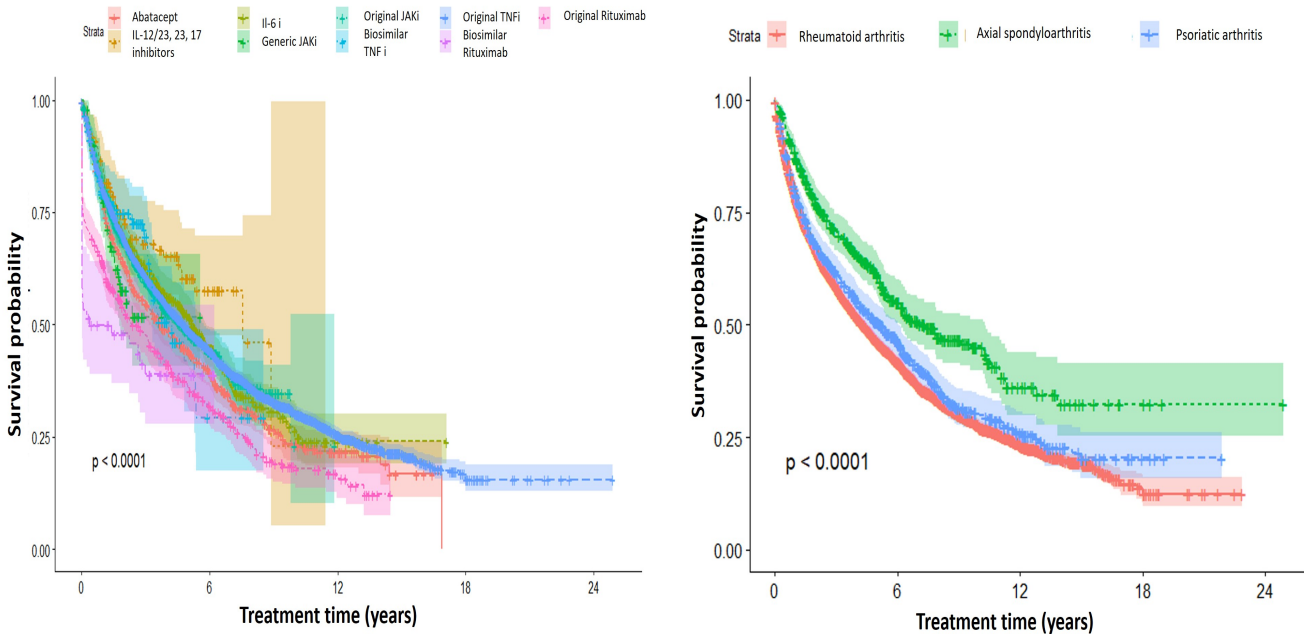 Strata
Abatacept
IL-12/23, 23, 17
inhibitors
Il-6 i
Generic JAKi
Original JAKi
Biosimilar
TNF i
Original TNFi
Biosimilar
Rituximab
Original Rituximab
Survival probability
1.00
0.75
0.50
0.25
0.00
p < 0.0001
0 6 12 18 24
Treatment time (years)
Strata Rheumatoid arthritis Axial spondyloarthritis Psoriatic arthritis
Survival probability
1.00
0.75
0.50
0.25
0.00
p < 0.0001
0 6 12 18 24
Treatment time (years)